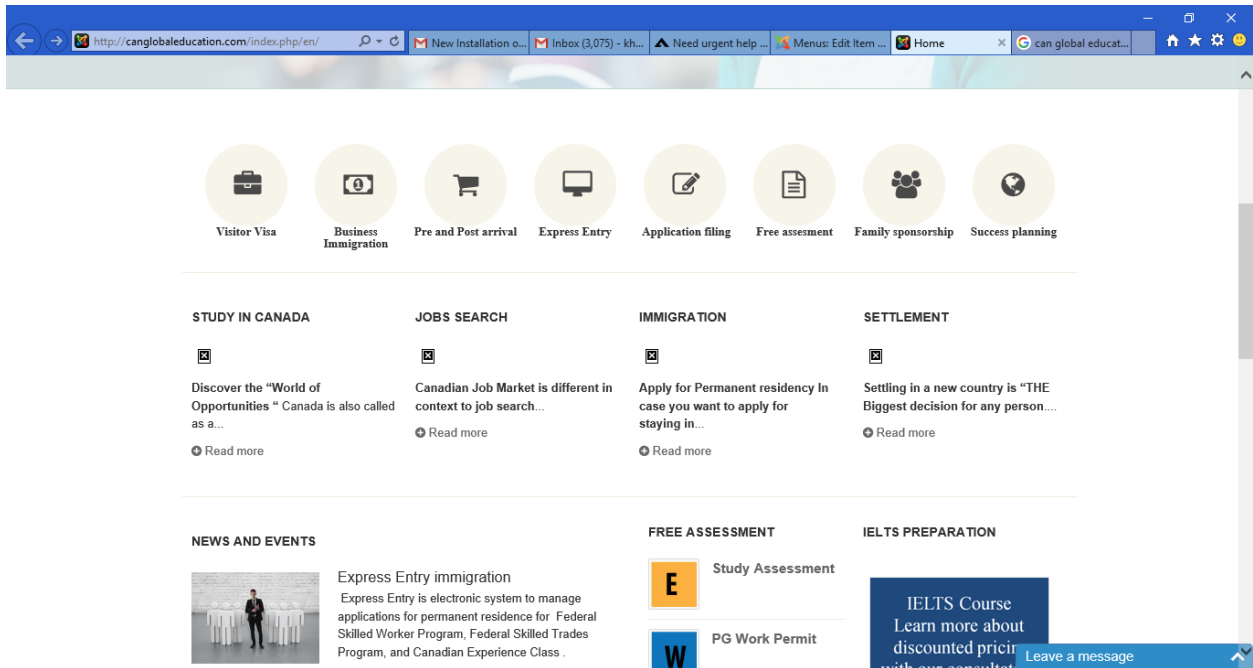 http://canglobaleducation.com/index.php/en/
New Installation o...
Inbox (3,075) - kh...
Need urgent help ...
Menus: Edit Item ...
Home
can global educat...
Visitor Visa
Business
Immigration
Pre and Post arrival
Express Entry
Application filing
Free assesment
Family sponsorship
Success planning
STUDY IN CANADA
Discover the “World of
Opportunities “ Canada is also called
as a...
Read more
JOBS SEARCH
Canadian Job Market is different in
context to job search...
Read more
IMMIGRATION
Apply for Permanent residency In
case you want to apply for
staying in...
Read more
SETTLEMENT
Settling in a new country is “THE
Biggest decision for any person....
Read more
NEWS AND EVENTS
Express Entry immigration
Express Entry is electronic system to manage
applications for permanent residence for Federal
Skilled Worker Program, Federal Skilled Trades
Program, and Canadian Experience Class .
FREE ASSESSMENT
E
Study Assessment
W
PG Work Permit
IELTS PREPARATION
IELTS Course
Learn more about
discounted pricin
with our consultat
Leave a message